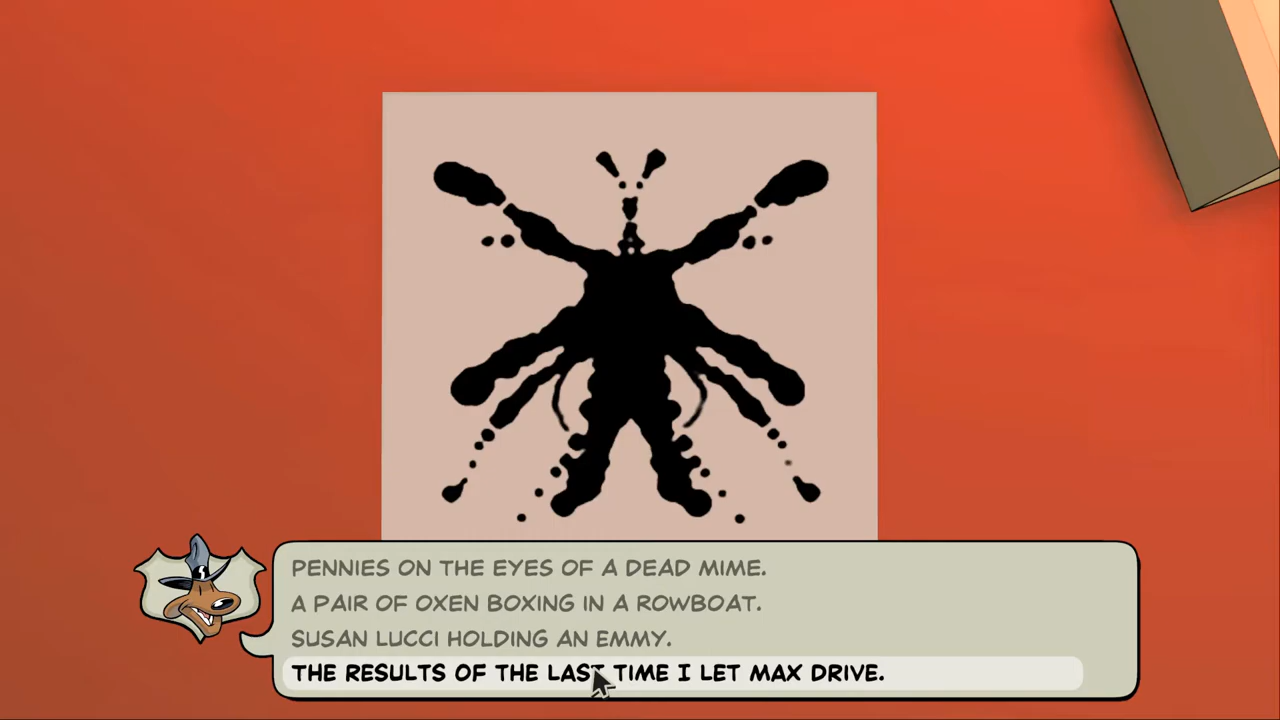 PENNIES ON THE EYES OF A DEAD MIME.
A PAIR OF OXEN BOXING IN A ROWBOAT.
SUSAN LUCCI HOLDING AN EMMY.
THE RESULTS OF THE LAST TIME I LET MAX DRIVE.